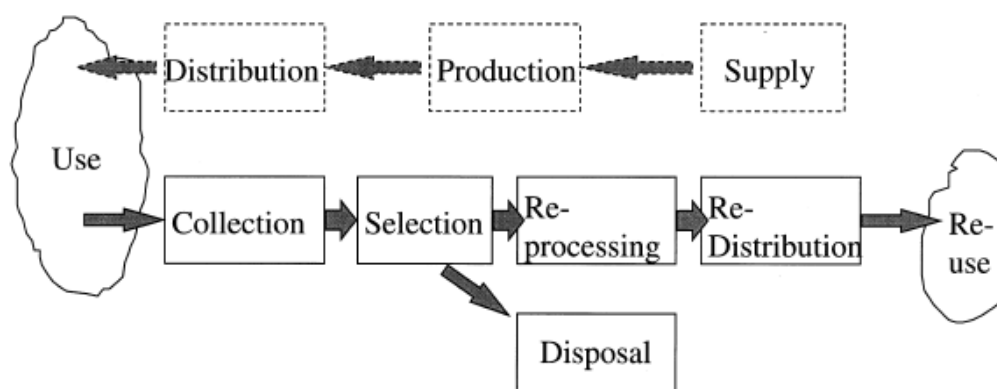 Distribution
Production
Supply
Use
Collection
Selection
Re-
processing
Re-
Distribution
Re-
use
Disposal